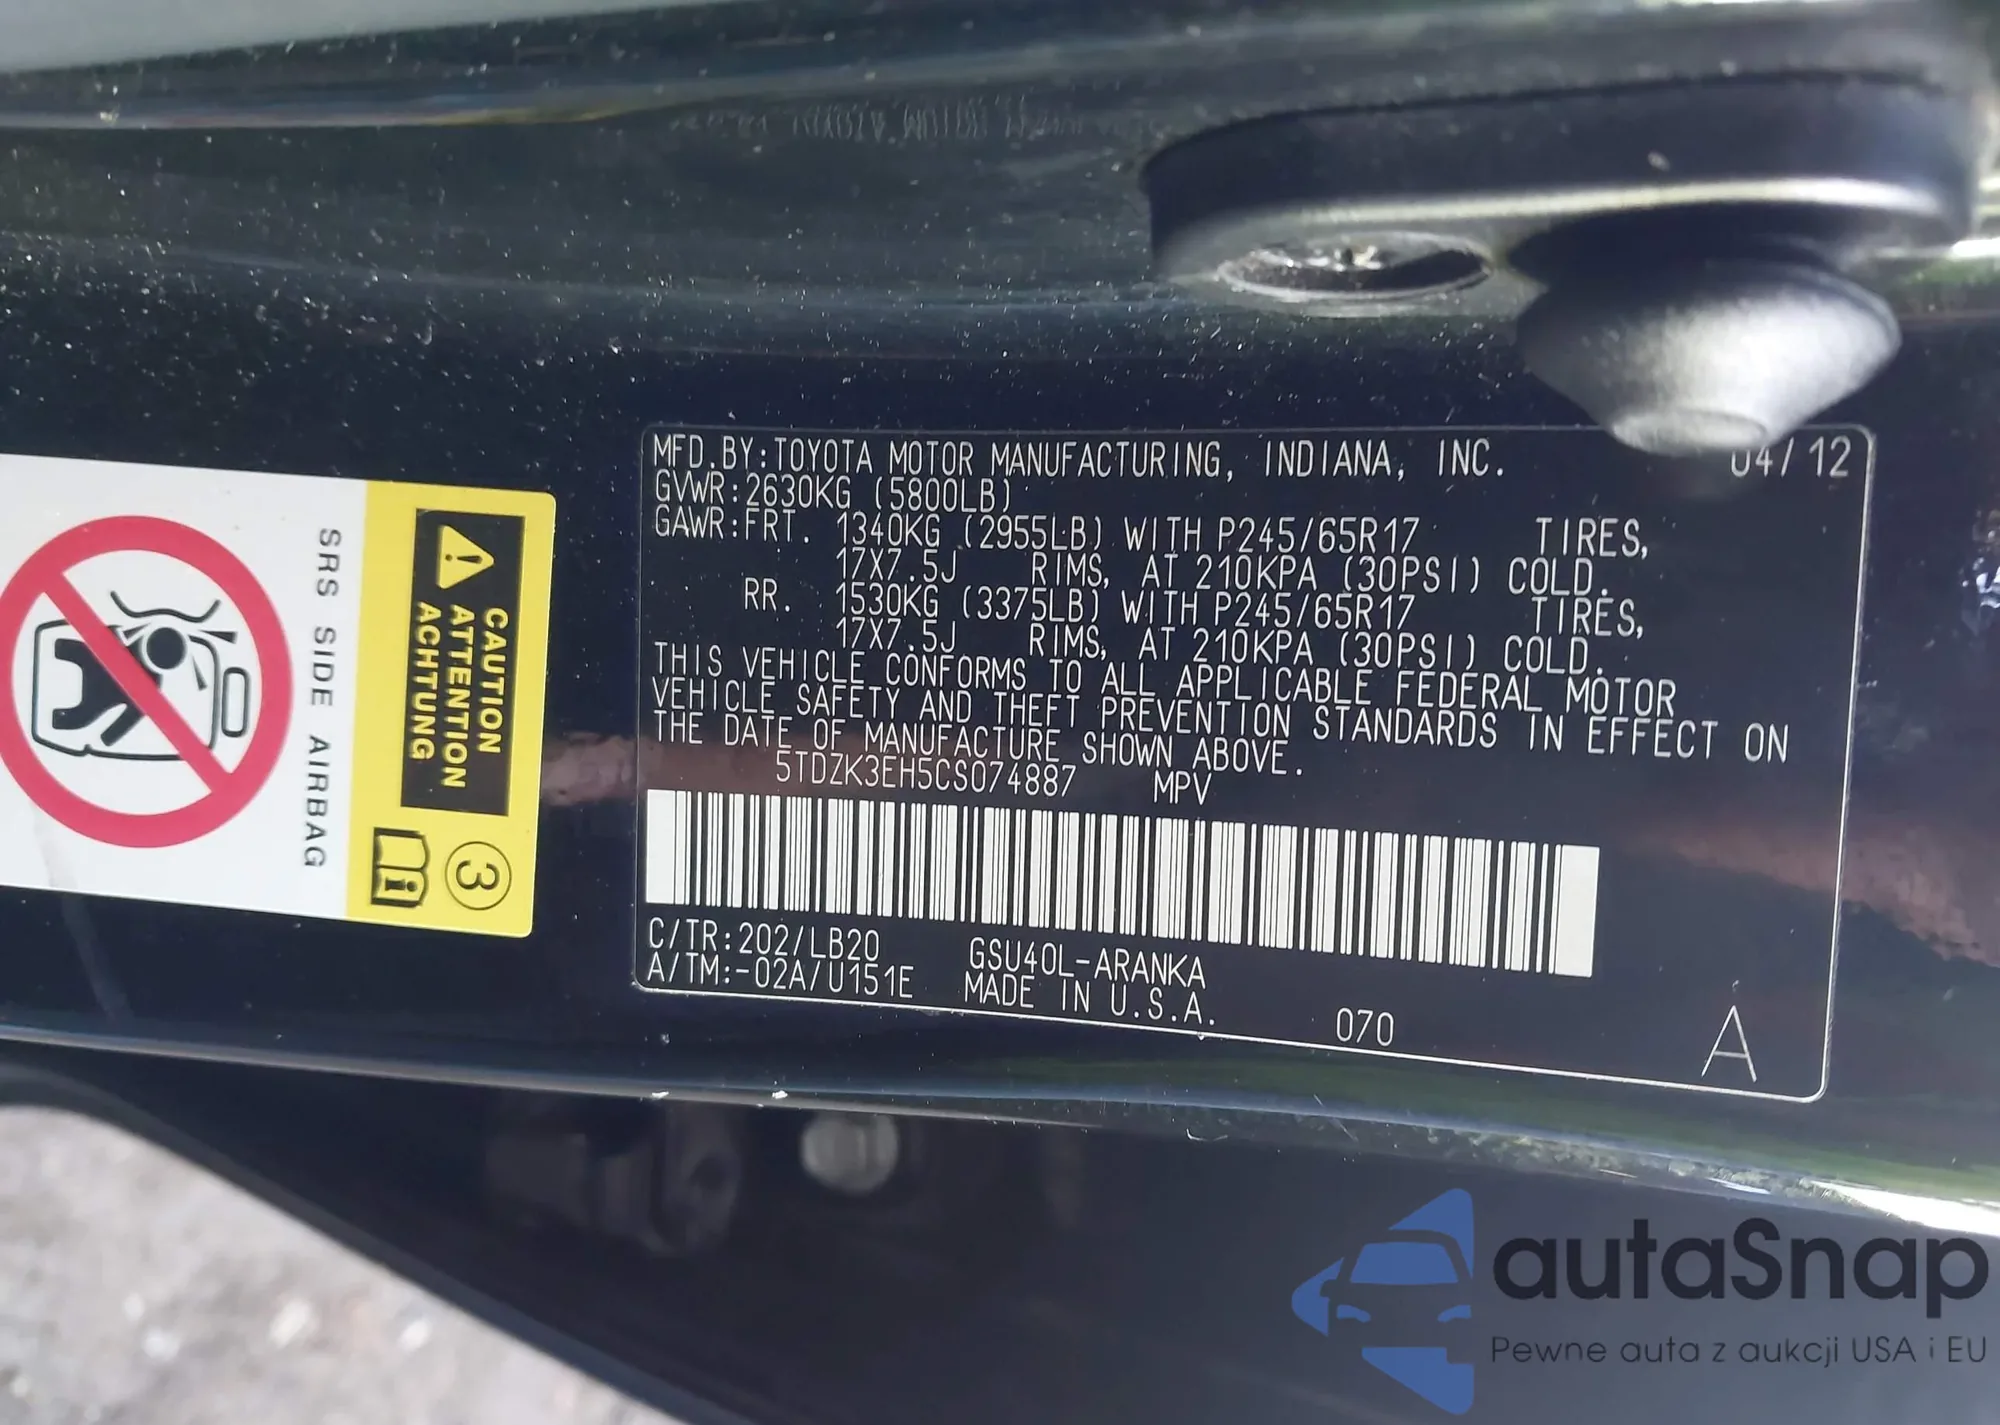 MFD.BY:TOYOTA MOTOR MANUFACTURING, INDIANA, INC. 04/12
GVWR:2630KG (5800LB)
GAWR:FRT. 1340KG (2955LB) WITH P245/65R17 TIRES,
17X7.5J RIMS, AT 210KPA (30PSI) COLD.
RR. 1530KG (3375LB) WITH P245/65R17 TIRES,
17X7.5J RIMS, AT 210KPA (30PSI) COLD.
THIS VEHICLE CONFORMS TO ALL APPLICABLE FEDERAL MOTOR
VEHICLE SAFETY AND THEFT PREVENTION STANDARDS IN EFFECT ON
THE DATE OF MANUFACTURE SHOWN ABOVE.
5TDZK3EH5CS074887 MPV
C/TR:202/LB20 GSU40L-ARANKA
A/TM:-02A/U151E MADE IN U.S.A.
070
A
CAUTION
ATTENTION
ACHTUNG
3
SRS SIDE AIRBAG
autaSnap
Pewne auta z aukcji USA i EU